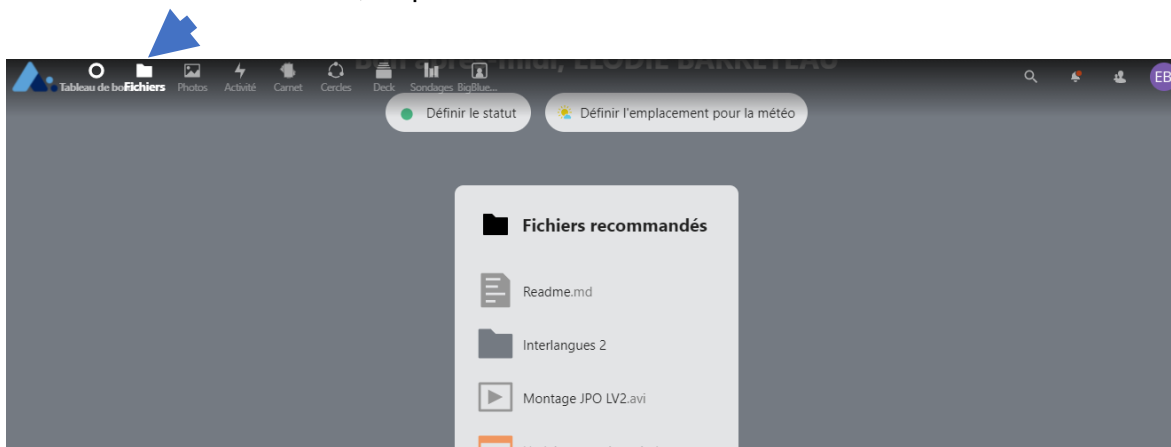 Tableau de bo Fichiers Photos Activité Carnet Cercles Deck Sondages BigBlue... EB
Définir le statut Définir l'emplacement pour la météo
Fichiers recommandés
Readme.md
Interlangues 2
Montage JPO LV2.avi